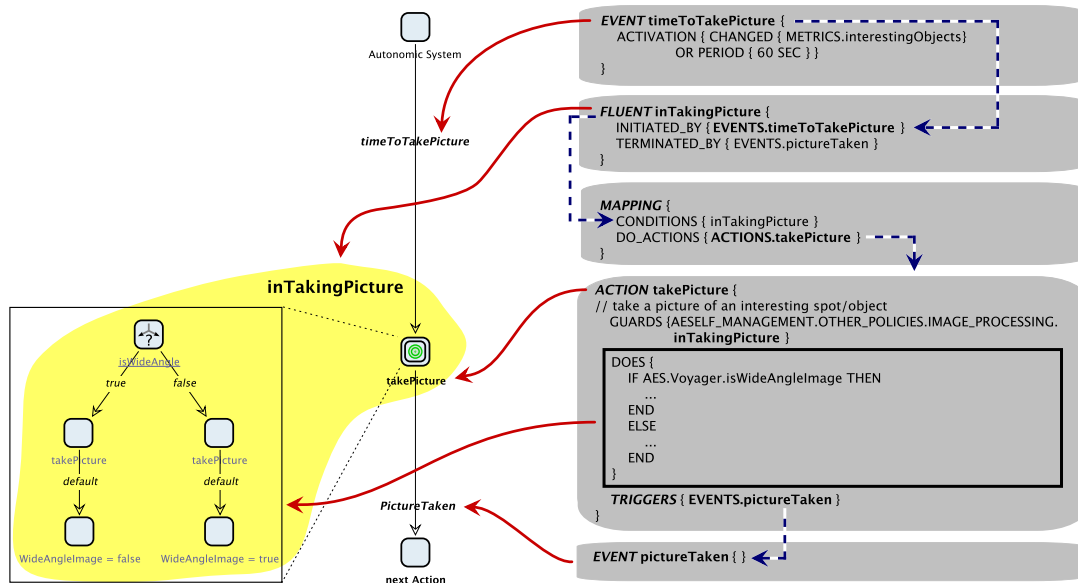 Autonomic System
timeToTakePicture
inTakingPicture
isWideAngle
true
false
takePicture
takePicture
default
default
WideAngleImage = false
WideAngleImage = true
takePicture
PictureTaken
next Action
?
EVENT timeToTakePicture {
ACTIVATION { CHANGED { METRICS.interestingObjects}
OR PERIOD { 60 SEC } }
}
FLUENT inTakingPicture {
INITIATED_BY { EVENTS.timeToTakePicture }
TERMINATED_BY { EVENTS.pictureTaken }
}
MAPPING {
CONDITIONS { inTakingPicture }
DO_ACTIONS { ACTIONS.takePicture }
}
ACTION takePicture {
// take a picture of an interesting spot/object
GUARDS {AESELF_MANAGEMENT.OTHER_POLICIES.IMAGE_PROCESSING.
inTakingPicture }
DOES {
IF AES.Voyager.isWideAngleImage THEN
...
END
ELSE
...
END
}
TRIGGERS { EVENTS.pictureTaken }
}
EVENT pictureTaken { }